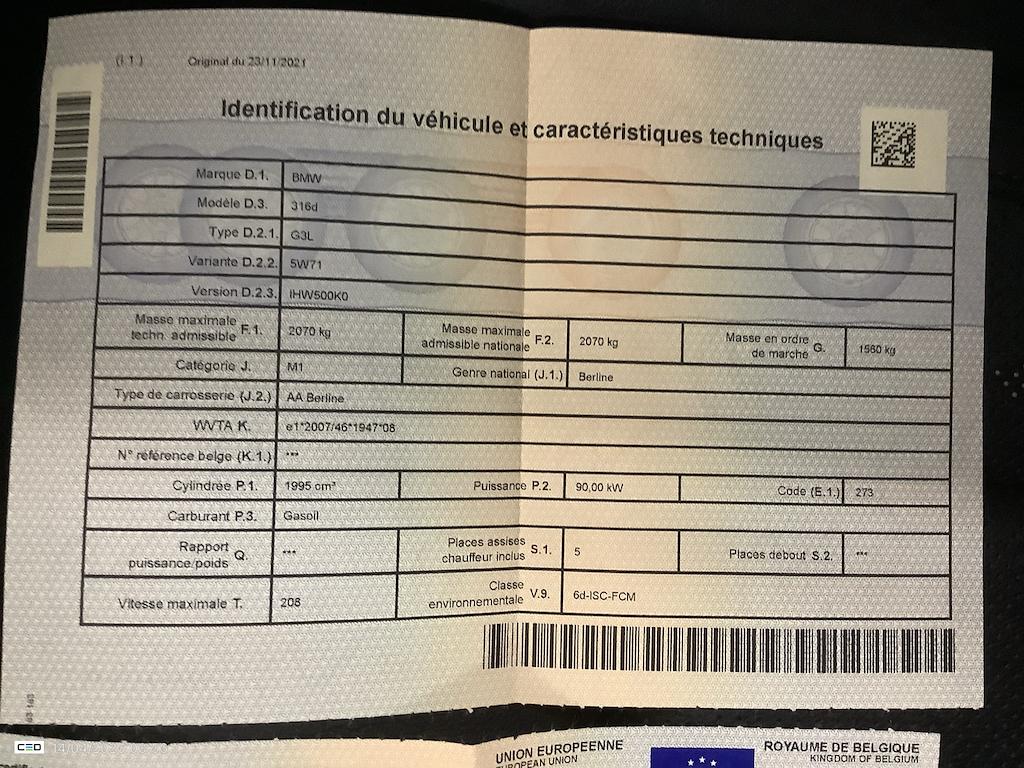 (I.1.) Original du 23/11/2021
Identification du véhicule et caractéristiques techniques
Marque D.1. BMW
Modèle D.3. 316d
Type D.2.1. G3L
Variante D.2.2. 5W71
Version D.2.3. IHW500K0
Masse maximale techn. admissible F.1. 2070 kg Masse maximale admissible nationale F.2. 2070 kg Masse en ordre de marche G. 1560 kg
Catégorie J. M1 Genre national (J.1.) Berline
Type de carrosserie (J.2.) AA Berline
WVTA K. e1*2007/46*1947*08
N° référence belge (K.1.) ***
Cylindrée P.1. 1995 cm³ Puissance P.2. 90,00 kW Code (E.1.) 273
Carburant P.3. Gasoil
Rapport puissance/poids Q. *** Places assises chauffeur inclus S.1. 5 Places debout S.2. ***
Vitesse maximale T. 208 Classe environnementale V.9. 6d-ISC-FCM
CEO
UNION EUROPEENNE ROYAUME DE BELGIQUE
EUROPEAN UNION KINGDOM OF BELGIUM